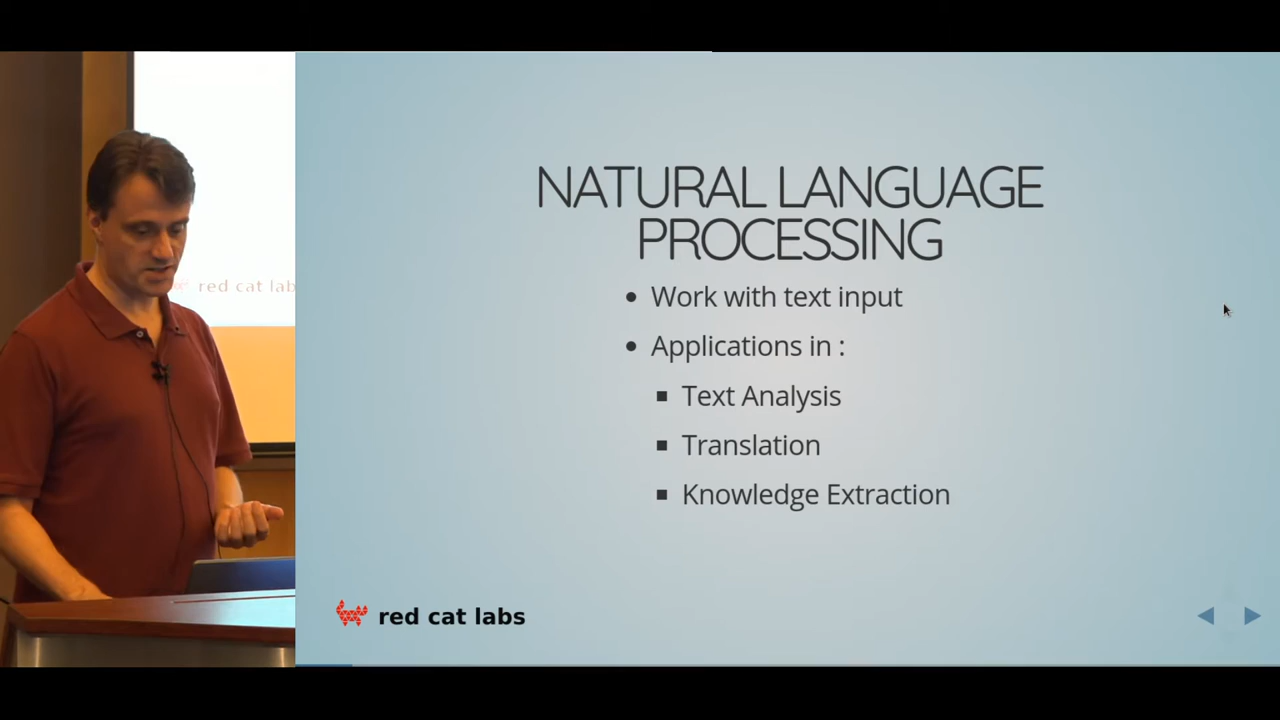 NATURAL LANGUAGE
PROCESSING
Work with text input
Applications in :
Text Analysis
Translation
Knowledge Extraction
red cat labs
red cat lab